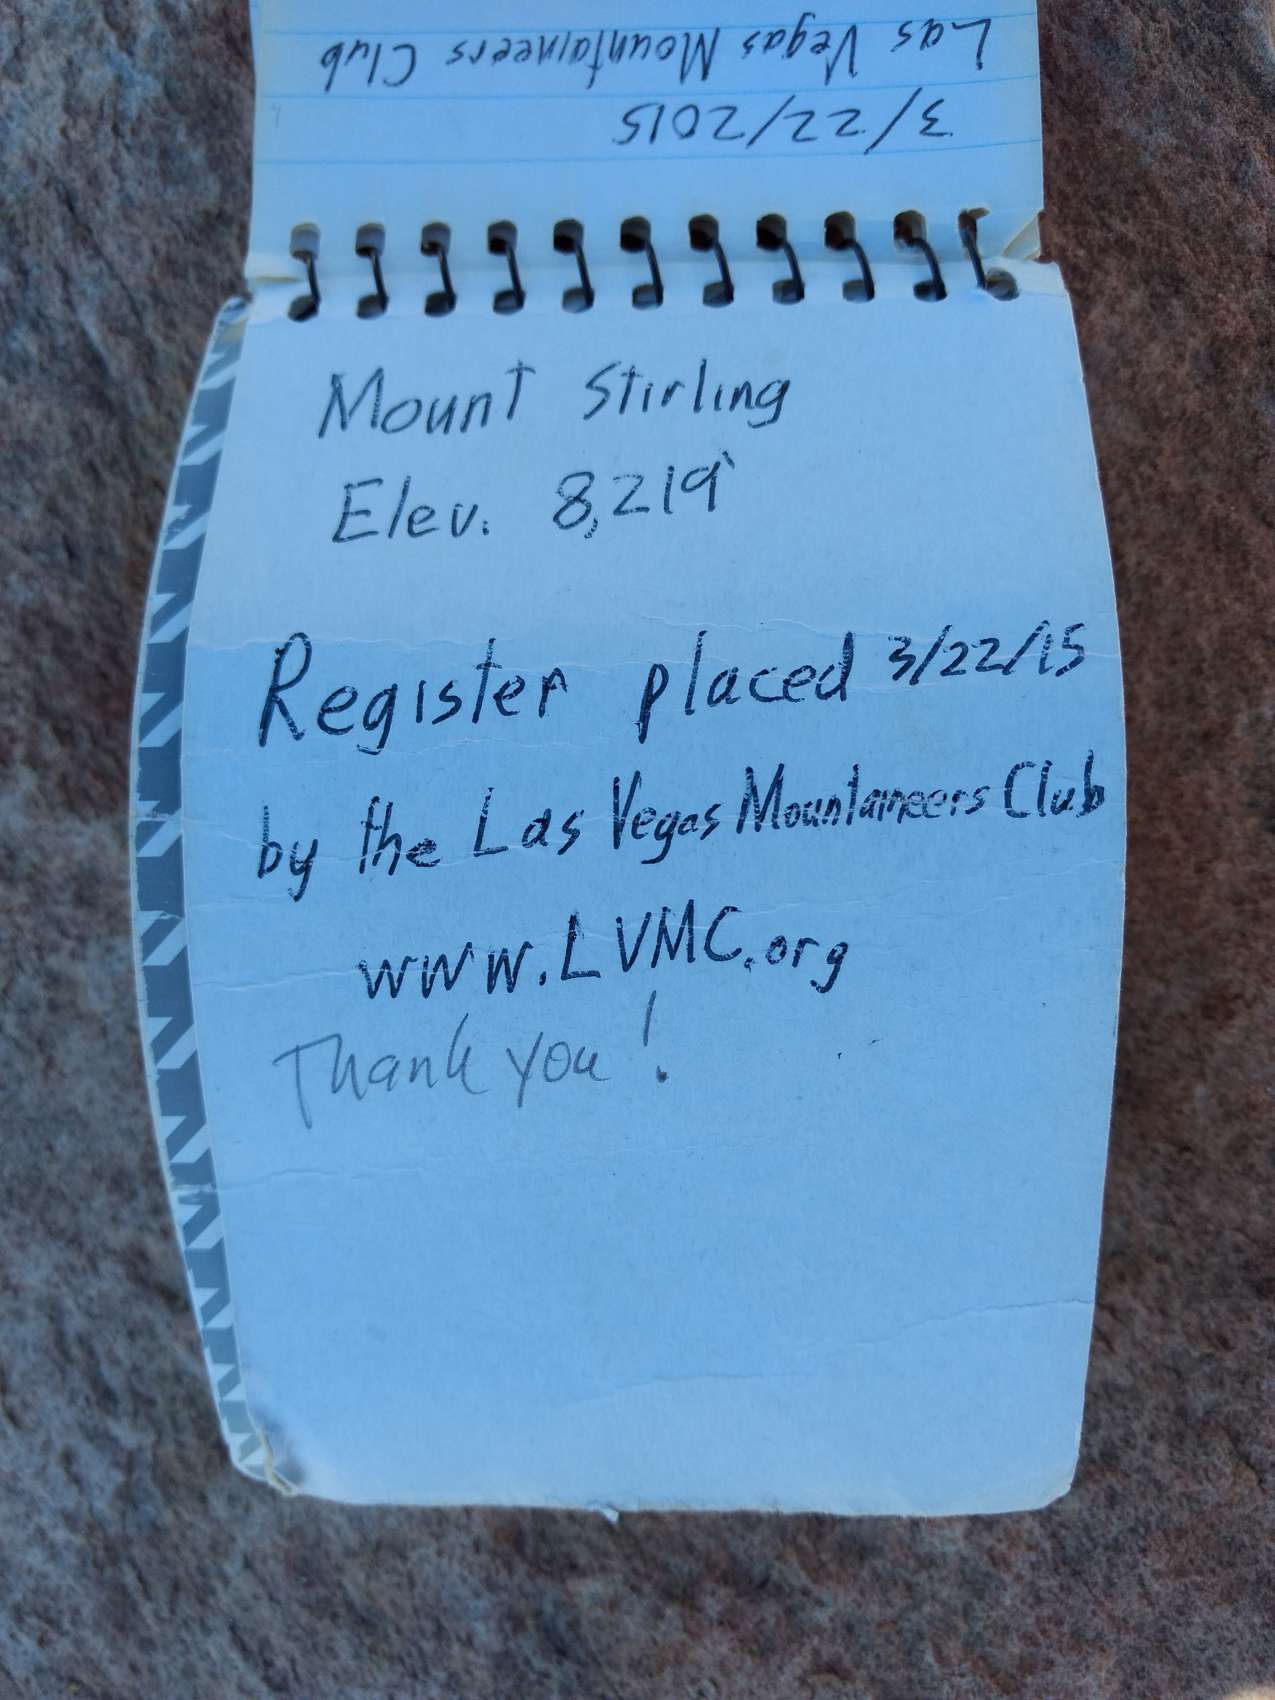 Las Vegas Mountaineers Club
3/22/2015
Mount Stirling
Elev. 8,219'
Register placed 3/22/15
by the Las Vegas Mountaineers Club
www.LVMC.org
Thank you!